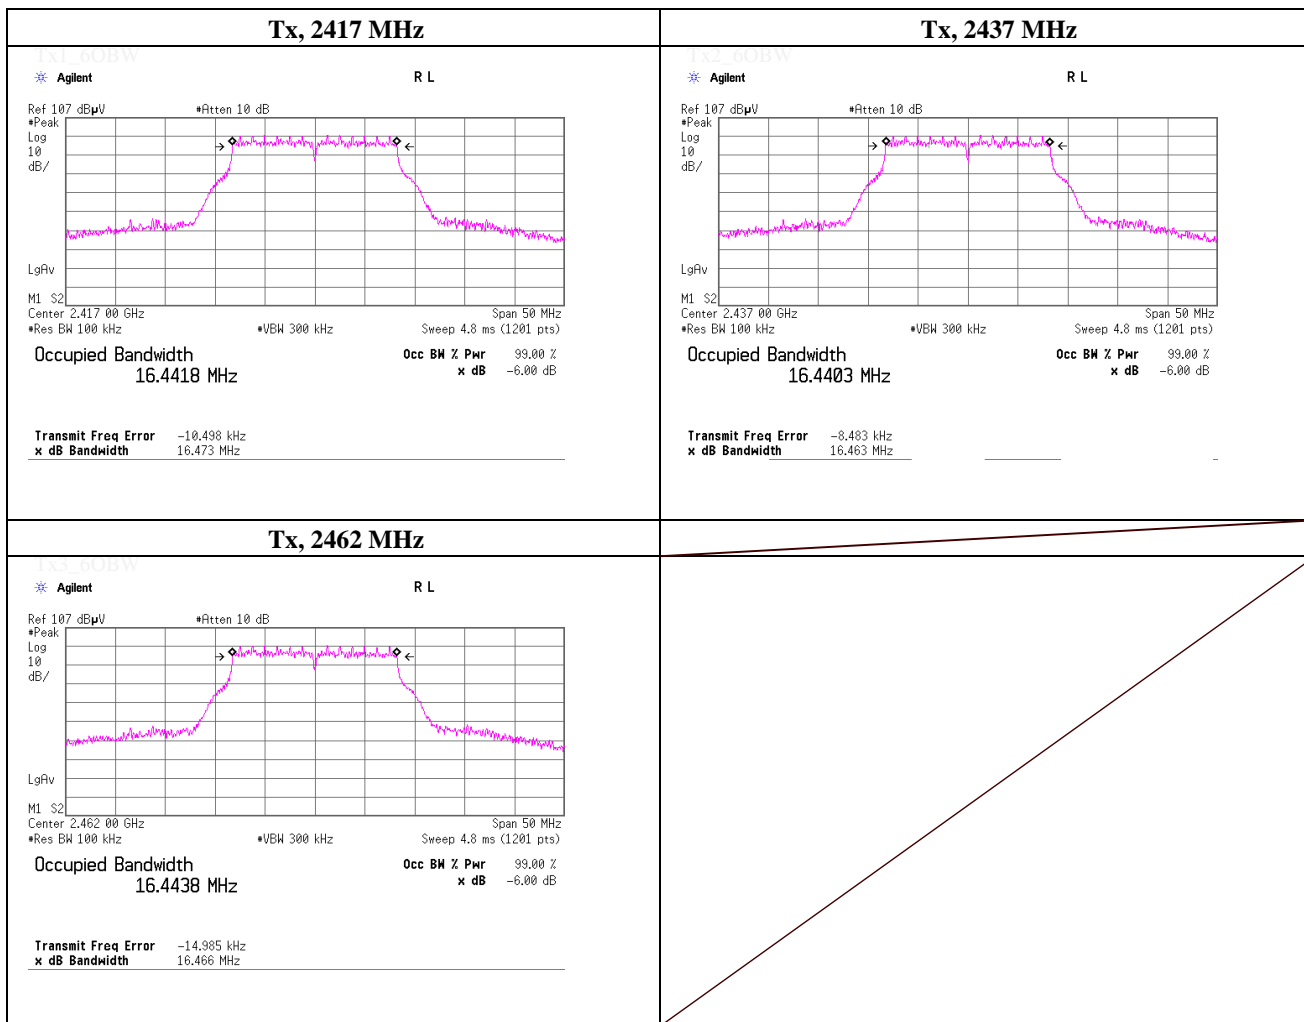 Tx, 2417 MHz
Tx1_6OBW
Agilent R L
Ref 107 dBµV #Atten 10 dB
#Peak
Log
10
dB/
LgAv
M1 S2
Center 2.417 00 GHz Span 50 MHz
#Res BW 100 kHz #VBW 300 kHz Sweep 4.8 ms (1201 pts)
Occupied Bandwidth Occ BW % Pwr 99.00 %
16.4418 MHz x dB -6.00 dB
Transmit Freq Error -10.498 kHz
x dB Bandwidth 16.473 MHz
Tx, 2437 MHz
Tx2_6OBW
Agilent R L
Ref 107 dBµV #Atten 10 dB
#Peak
Log
10
dB/
LgAv
M1 S2
Center 2.437 00 GHz Span 50 MHz
#Res BW 100 kHz #VBW 300 kHz Sweep 4.8 ms (1201 pts)
Occupied Bandwidth Occ BW % Pwr 99.00 %
16.4403 MHz x dB -6.00 dB
Transmit Freq Error -8.483 kHz
x dB Bandwidth 16.463 MHz
Tx, 2462 MHz
Tx3_6OBW
Agilent R L
Ref 107 dBµV #Atten 10 dB
#Peak
Log
10
dB/
LgAv
M1 S2
Center 2.462 00 GHz Span 50 MHz
#Res BW 100 kHz #VBW 300 kHz Sweep 4.8 ms (1201 pts)
Occupied Bandwidth Occ BW % Pwr 99.00 %
16.4438 MHz x dB -6.00 dB
Transmit Freq Error -14.985 kHz
x dB Bandwidth 16.466 MHz